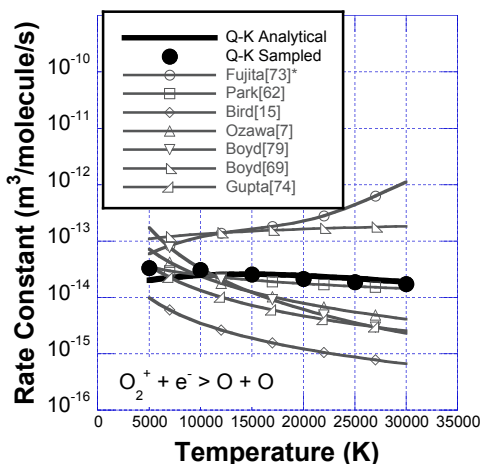 Q-K Analytical
Q-K Sampled
Fujita[73]*
Park[62]
Bird[15]
Ozawa[7]
Boyd[79]
Boyd[69]
Gupta[74]
10⁻¹⁰
10⁻¹¹
10⁻¹²
10⁻¹³
10⁻¹⁴
10⁻¹⁵
10⁻¹⁶
Rate Constant (m³/molecule/s)
O₂⁺ + e⁻ > O + O
0 5000 10000 15000 20000 25000 30000 35000
Temperature (K)